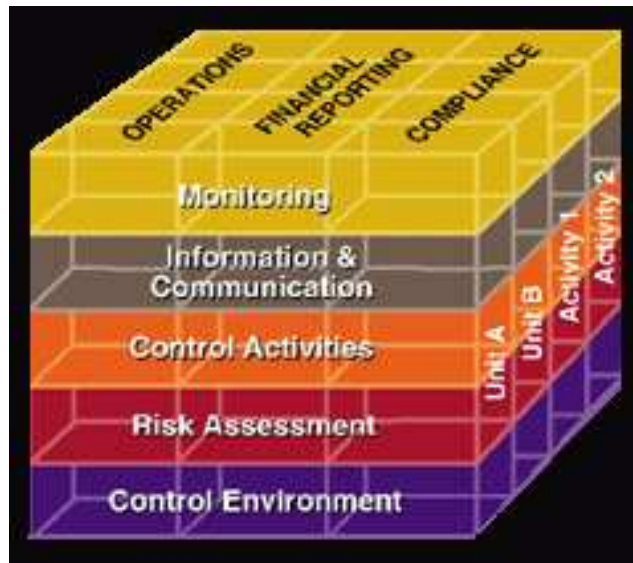 OPERATIONS
FINANCIAL
REPORTING
COMPLIANCE
Monitoring
Information &
Communication
Control Activities
Risk Assessment
Control Environment
Unit A
Unit B
Activity 1
Activity 2